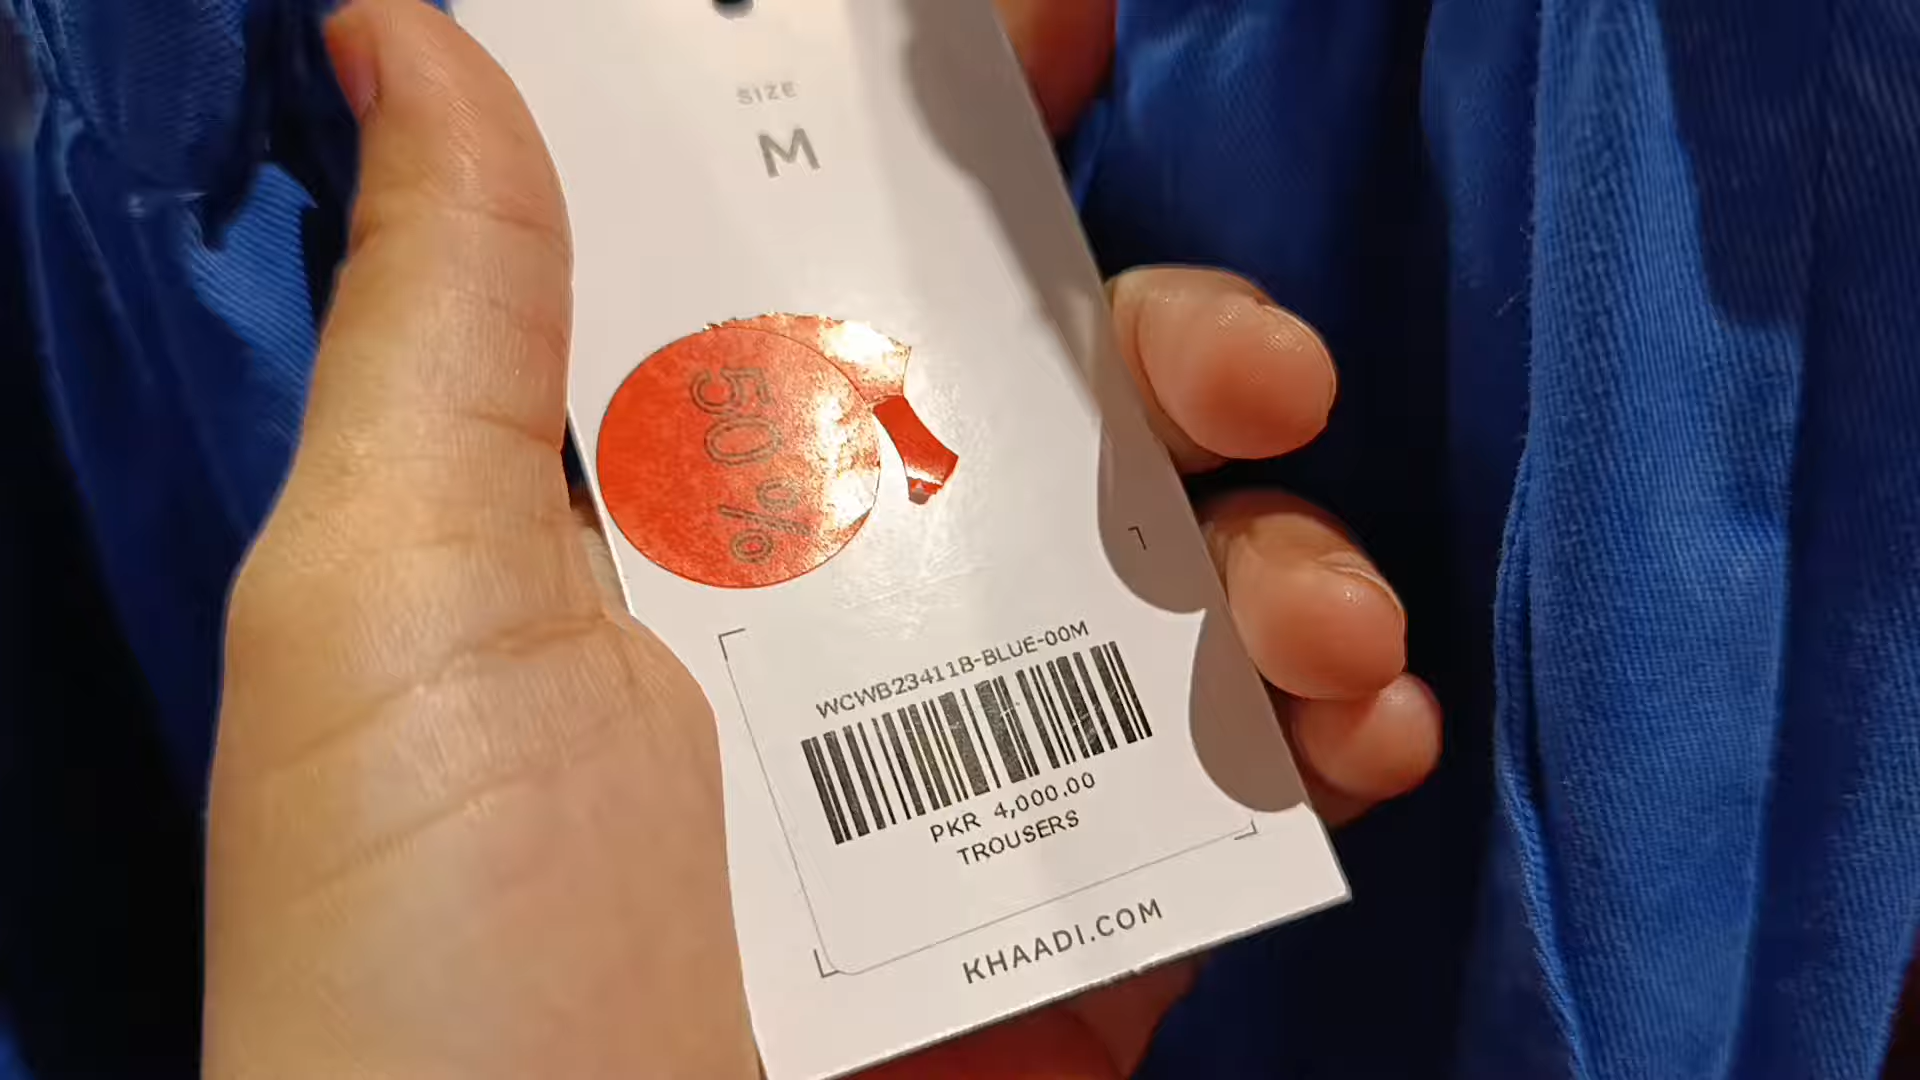 SIZE
M
50%
WCWB23411B-BLUE-00M
PKR 4,000.00
TROUSERS
KHAADI.COM